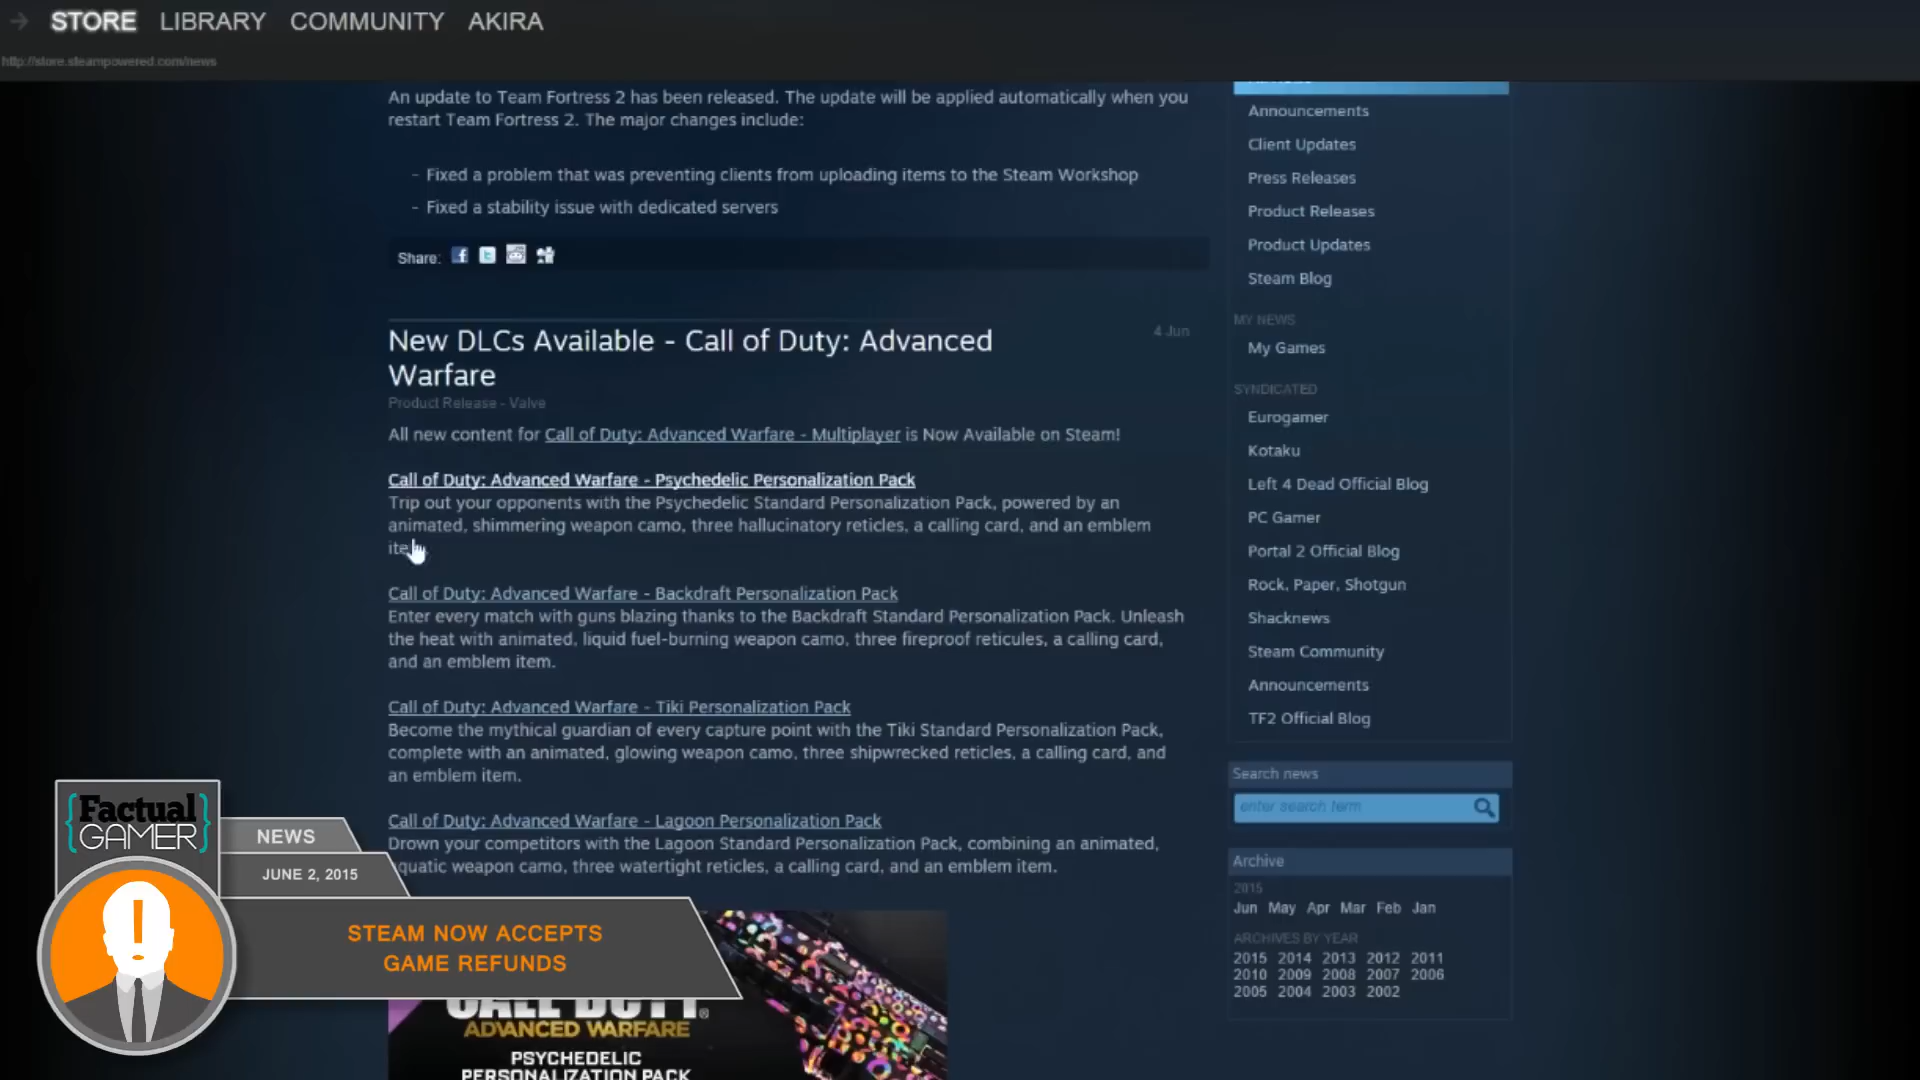 STORE LIBRARY COMMUNITY AKIRA
http://store.steampowered.com/news
An update to Team Fortress 2 has been released. The update will be applied automatically when you
restart Team Fortress 2. The major changes include:
- Fixed a problem that was preventing clients from uploading items to the Steam Workshop
- Fixed a stability issue with dedicated servers
Share:
New DLCs Available - Call of Duty: Advanced
Warfare
4 Jun
Product Release - Valve
All new content for Call of Duty: Advanced Warfare - Multiplayer is Now Available on Steam!
Call of Duty: Advanced Warfare - Psychedelic Personalization Pack
Trip out your opponents with the Psychedelic Standard Personalization Pack, powered by an
animated, shimmering weapon camo, three hallucinatory reticles, a calling card, and an emblem
Call of Duty: Advanced Warfare - Backdraft Personalization Pack
Enter every match with guns blazing thanks to the Backdraft Standard Personalization Pack. Unleash
the heat with animated, liquid fuel-burning weapon camo, three fireproof reticules, a calling card,
and an emblem item.
Call of Duty: Advanced Warfare - Tiki Personalization Pack
Become the mythical guardian of every capture point with the Tiki Standard Personalization Pack,
complete with an animated, glowing weapon camo, three shipwrecked reticles, a calling card, and
an emblem item.
Call of Duty: Advanced Warfare - Lagoon Personalization Pack
Drown your competitors with the Lagoon Standard Personalization Pack, combining an animated,
aquatic weapon camo, three watertight reticles, a calling card, and an emblem item.
CALL OF DUTY®
ADVANCED WARFARE
PSYCHEDELIC
PERSONALIZATION PACK
Announcements
Client Updates
Press Releases
Product Releases
Product Updates
Steam Blog
MY NEWS
My Games
SYNDICATED
Eurogamer
Kotaku
Left 4 Dead Official Blog
PC Gamer
Portal 2 Official Blog
Rock, Paper, Shotgun
Shacknews
Steam Community
Announcements
TF2 Official Blog
Search news
enter search term
Archive
2015
Jun May Apr Mar Feb Jan
ARCHIVES BY YEAR
2015 2014 2013 2012 2011
2010 2009 2008 2007 2006
2005 2004 2003 2002
{Factual}
GAMER
NEWS
JUNE 2, 2015
STEAM NOW ACCEPTS
GAME REFUNDS